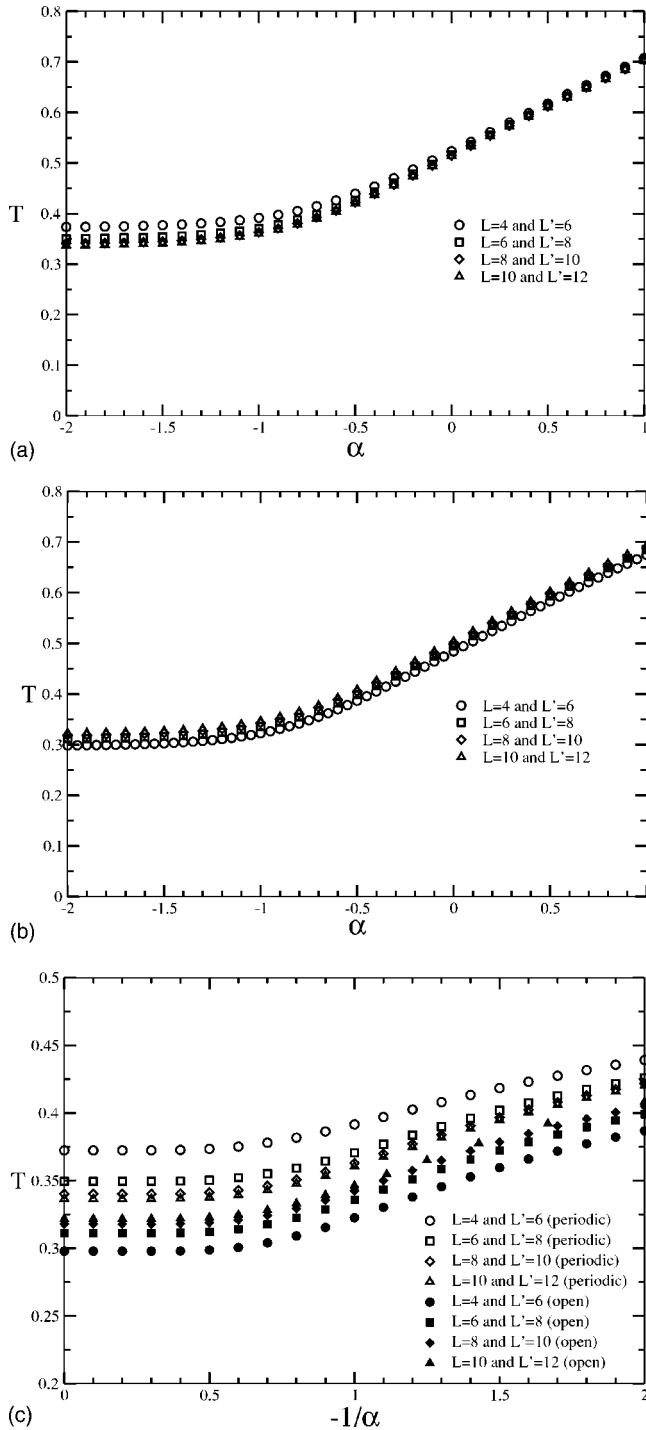 0.8
0.7
0.6
0.5
T
0.4
0.3
0.2
0.1
0
L=4 and L'=6
L=6 and L'=8
L=8 and L'=10
L=10 and L'=12
-2
-1.5
-1
-0.5
0
0.5
1
(a)
α
0.8
0.7
0.6
0.5
T
0.4
0.3
0.2
0.1
0
L=4 and L'=6
L=6 and L'=8
L=8 and L'=10
L=10 and L'=12
-2
-1.5
-1
-0.5
0
0.5
1
(b)
α
0.5
0.45
0.4
T
0.35
0.3
0.25
0.2
L=4 and L'=6 (periodic)
L=6 and L'=8 (periodic)
L=8 and L'=10 (periodic)
L=10 and L'=12 (periodic)
L=4 and L'=6 (open)
L=6 and L'=8 (open)
L=8 and L'=10 (open)
L=10 and L'=12 (open)
0
0.5
1
1.5
2
(c)
-1/α